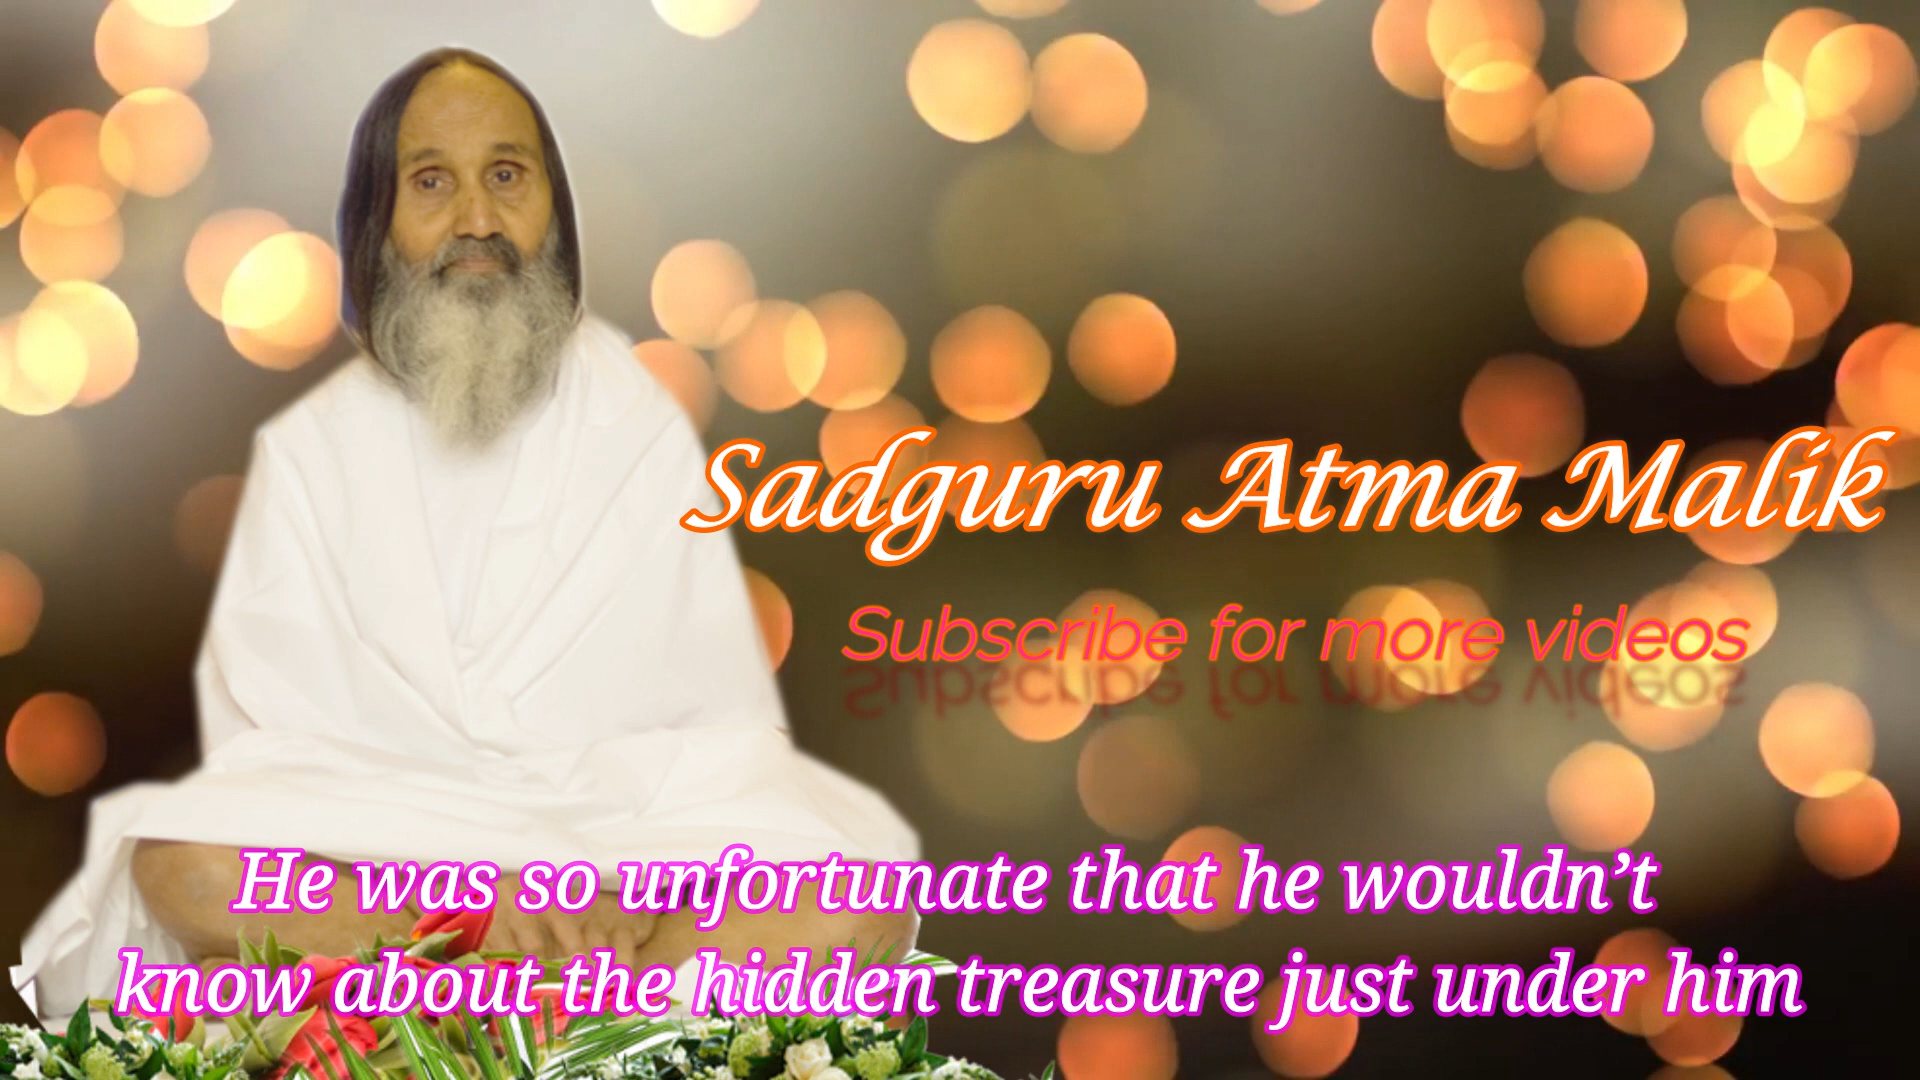 Sadguru Atma Malik
Subscribe for more videos
He was so unfortunate that he wouldn’t
know about the hidden treasure just under him